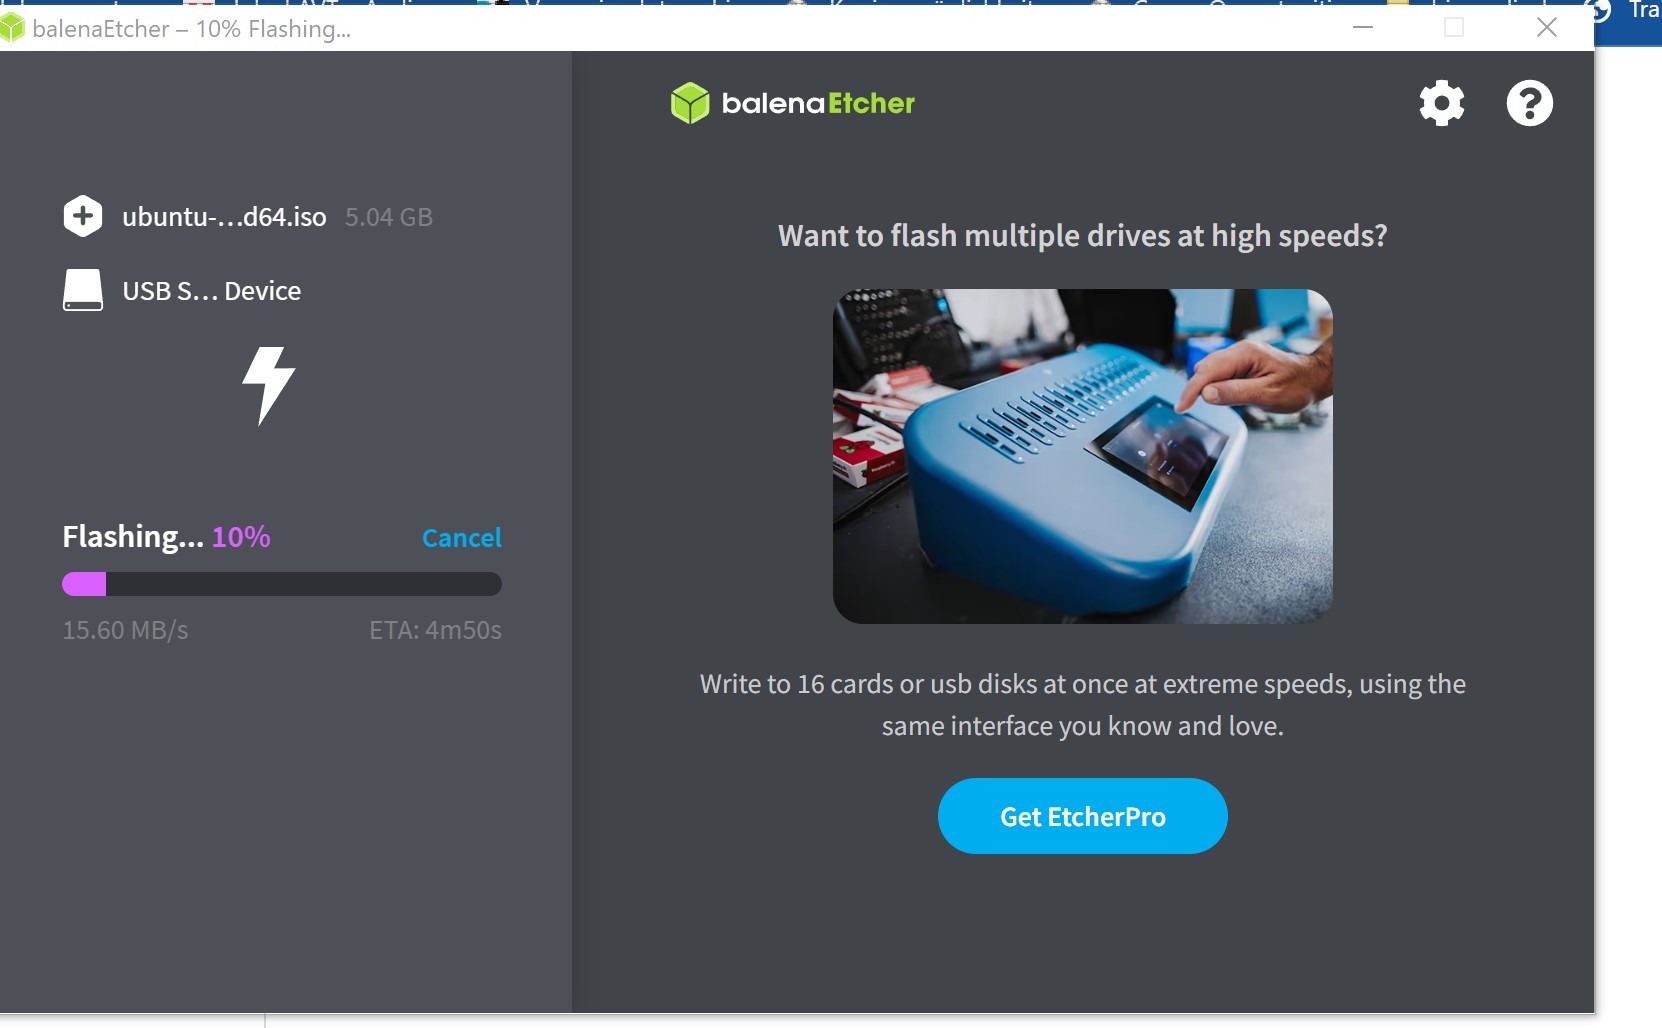 balenaEtcher – 10% Flashing...
Tra
balenaEtcher
ubuntu-...d64.iso 5.04 GB
USB S... Device
Flashing... 10% Cancel
15.60 MB/s ETA: 4m50s
Want to flash multiple drives at high speeds?
Write to 16 cards or usb disks at once at extreme speeds, using the
same interface you know and love.
Get EtcherPro